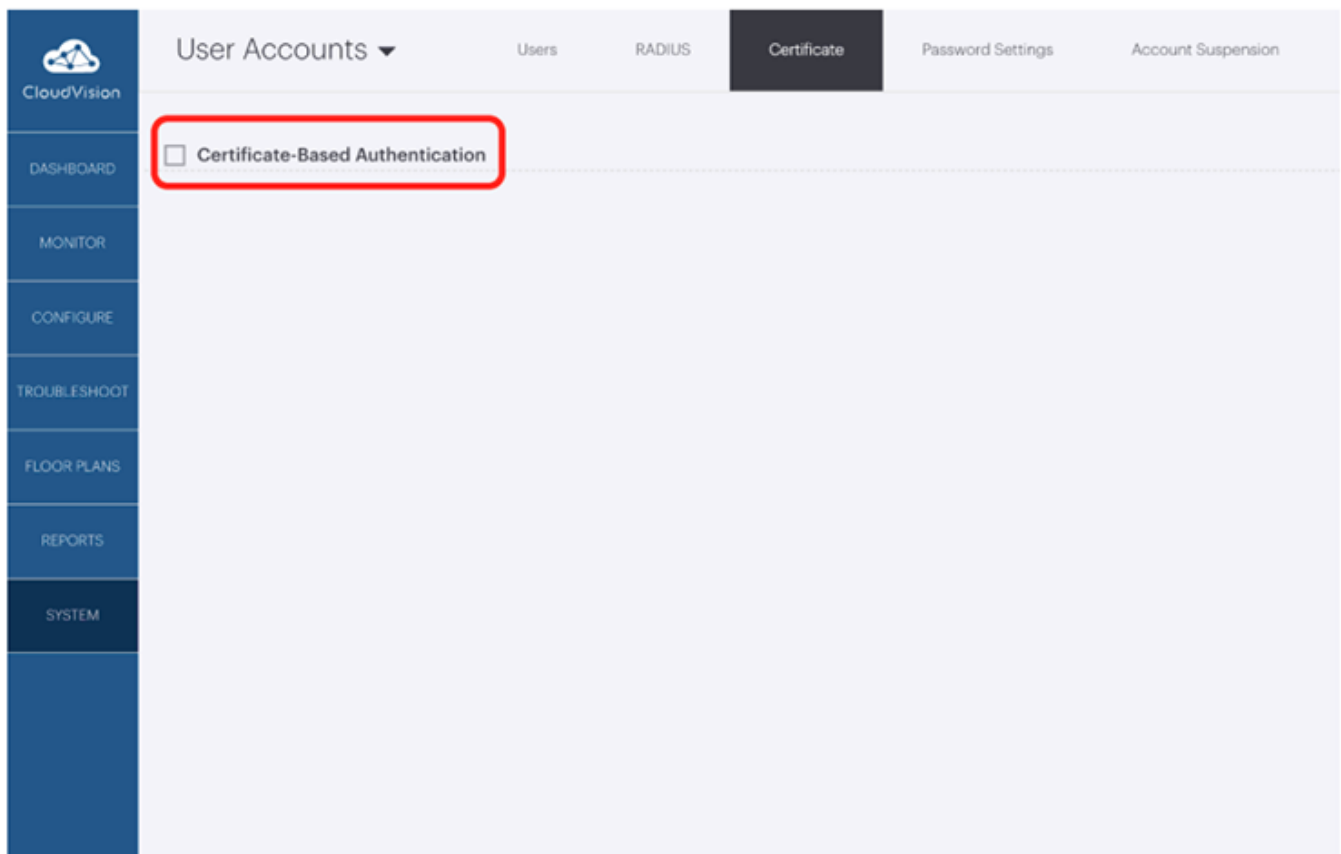 CloudVision
User Accounts
Users
RADIUS
Certificate
Password Settings
Account Suspension
Certificate-Based Authentication
DASHBOARD
MONITOR
CONFIGURE
TROUBLESHOOT
FLOOR PLANS
REPORTS
SYSTEM